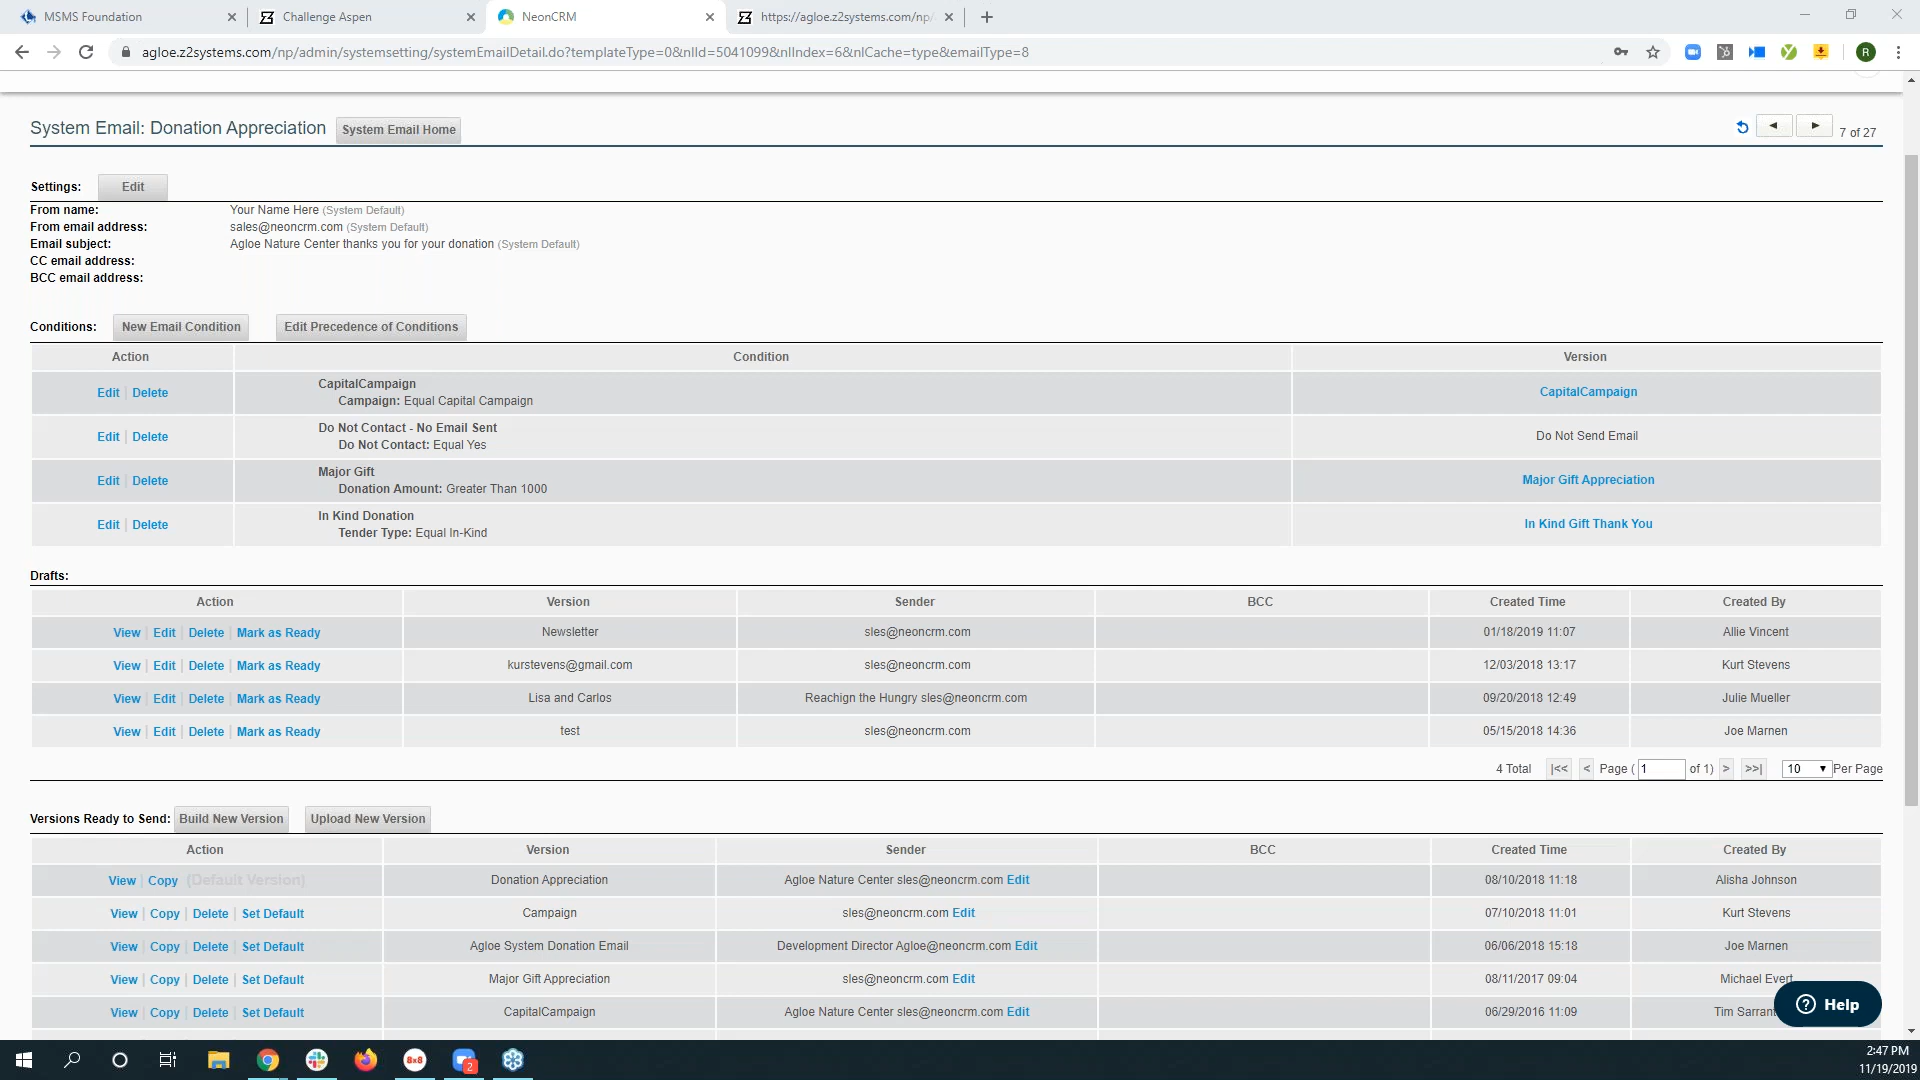 MSMS Foundation
Challenge Aspen
NeonCRM
https://agloe.z2systems.com/np/
agloe.z2systems.com/np/admin/systemsetting/systemEmailDetail.do?templateType=0&nlId=5041099&nlIndex=6&nlCache=type&emailType=8
R
System Email: Donation Appreciation System Email Home
7 of 27
Settings: Edit
From name: Your Name Here (System Default)
From email address: sales@neoncrm.com (System Default)
Email subject: Agloe Nature Center thanks you for your donation (System Default)
CC email address:
BCC email address:
Conditions: New Email Condition Edit Precedence of Conditions
Action Condition Version
Edit | Delete CapitalCampaign CapitalCampaign
Campaign: Equal Capital Campaign
Edit | Delete Do Not Contact - No Email Sent Do Not Send Email
Do Not Contact: Equal Yes
Edit | Delete Major Gift Major Gift Appreciation
Donation Amount: Greater Than 1000
Edit | Delete In Kind Donation In Kind Gift Thank You
Tender Type: Equal In-Kind
Drafts:
Action Version Sender BCC Created Time Created By
View | Edit | Delete | Mark as Ready Newsletter sles@neoncrm.com 01/18/2019 11:07 Allie Vincent
View | Edit | Delete | Mark as Ready kurstevens@gmail.com sles@neoncrm.com 12/03/2018 13:17 Kurt Stevens
View | Edit | Delete | Mark as Ready Lisa and Carlos Reachign the Hungry sles@neoncrm.com 09/20/2018 12:49 Julie Mueller
View | Edit | Delete | Mark as Ready test sles@neoncrm.com 05/15/2018 14:36 Joe Marnen
4 Total |<< < Page ( 1 of 1) > >>| 10 Per Page
Versions Ready to Send: Build New Version Upload New Version
Action Version Sender BCC Created Time Created By
View | Copy (Default Version) Donation Appreciation Agloe Nature Center sles@neoncrm.com Edit 08/10/2018 11:18 Alisha Johnson
View | Copy | Delete | Set Default Campaign sles@neoncrm.com Edit 07/10/2018 11:01 Kurt Stevens
View | Copy | Delete | Set Default Agloe System Donation Email Development Director Agloe@neoncrm.com Edit 06/06/2018 15:18 Joe Marnen
View | Copy | Delete | Set Default Major Gift Appreciation sles@neoncrm.com Edit 08/11/2017 09:04 Michael Evert
View | Copy | Delete | Set Default CapitalCampaign Agloe Nature Center sles@neoncrm.com Edit 06/29/2016 11:09 Tim
? Help
8x8
2
2:47 PM
11/19/2019